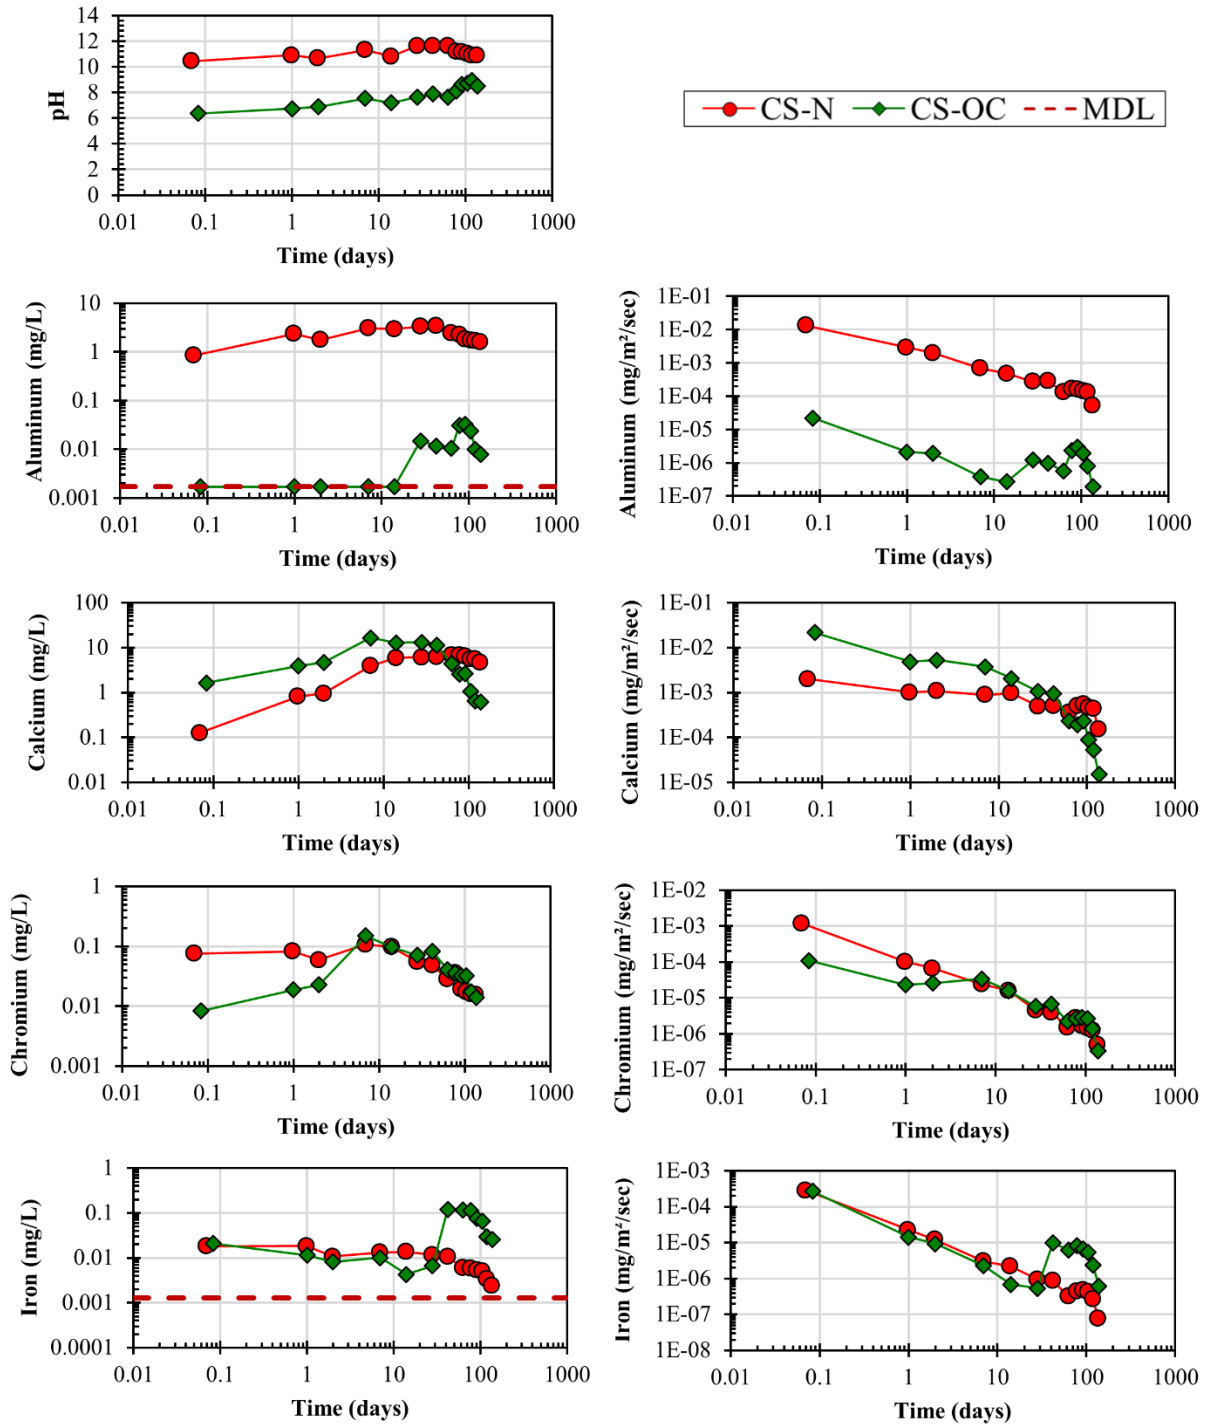 14
12
10
8
6
4
2
0
pH
0.01 0.1 1 10 100 1000
Time (days)
CS-N CS-OC MDL
10
1
0.1
0.01
0.001
Aluminum (mg/L)
0.01 0.1 1 10 100 1000
Time (days)
1E-01
1E-02
1E-03
1E-04
1E-05
1E-06
1E-07
Aluminum (mg/m²/sec)
0.01 0.1 1 10 100 1000
Time (days)
100
10
1
0.1
0.01
Calcium (mg/L)
0.01 0.1 1 10 100 1000
Time (days)
1E-01
1E-02
1E-03
1E-04
1E-05
Calcium (mg/m²/sec)
0.01 0.1 1 10 100 1000
Time (days)
1
0.1
0.01
0.001
Chromium (mg/L)
0.01 0.1 1 10 100 1000
Time (days)
1E-02
1E-03
1E-04
1E-05
1E-06
1E-07
Chromium (mg/m²/sec)
0.01 0.1 1 10 100 1000
Time (days)
1
0.1
0.01
0.001
0.0001
Iron (mg/L)
0.01 0.1 1 10 100 1000
Time (days)
1E-03
1E-04
1E-05
1E-06
1E-07
1E-08
Iron (mg/m²/sec)
0.01 0.1 1 10 100 1000
Time (days)